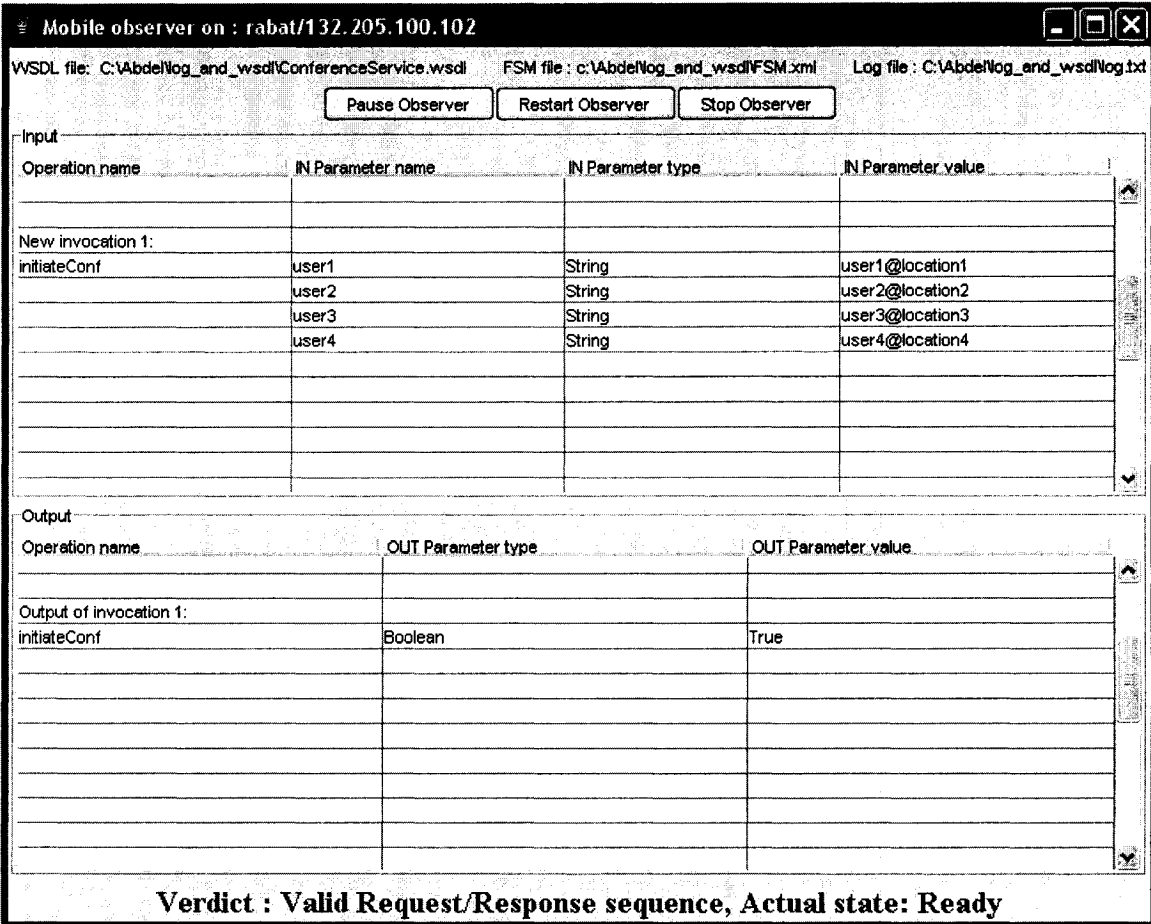 Mobile observer on : rabat/132.205.100.102
WSDL file: C:\Abdel\log_and_wsdl\ConferenceService.wsdl FSM file : c:\Abdel\log_and_wsdl\FSM.xml Log file : C:\Abdel\log_and_wsdl\log.txt
Pause Observer Restart Observer Stop Observer
Input
Operation name IN Parameter name IN Parameter type IN Parameter value
New invocation 1:
initiateConf user1 String user1@location1
user2 String user2@location2
user3 String user3@location3
user4 String user4@location4
Output
Operation name OUT Parameter type OUT Parameter value
Output of invocation 1:
initiateConf Boolean True
Verdict : Valid Request/Response sequence, Actual state: Ready